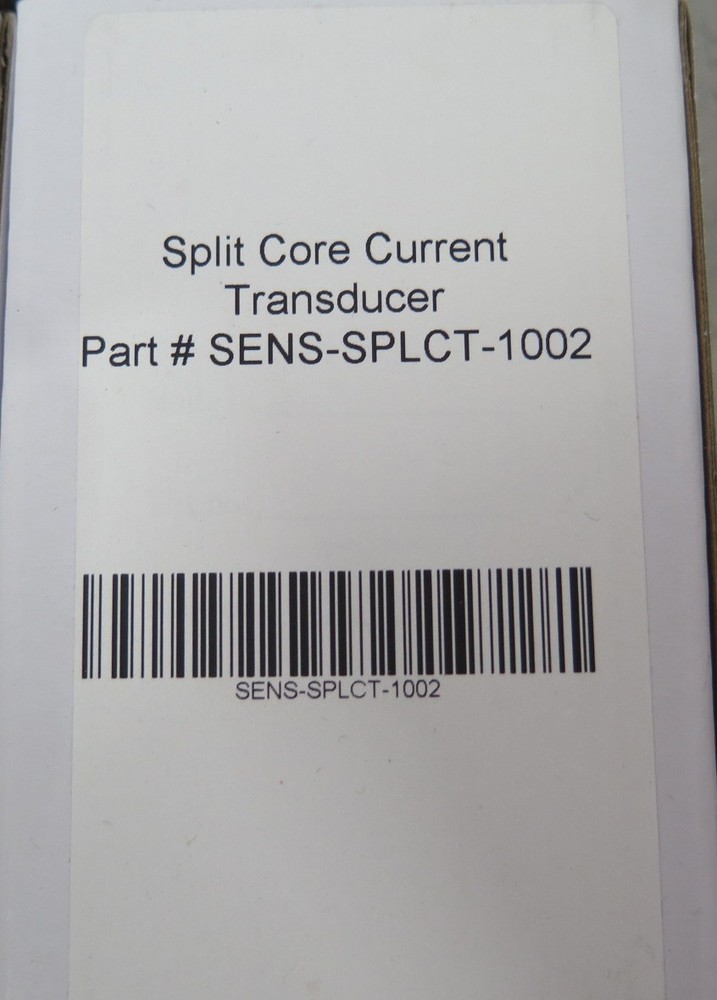 Split Core Current
Transducer
Part # SENS-SPLCT-1002
SENS-SPLCT-1002